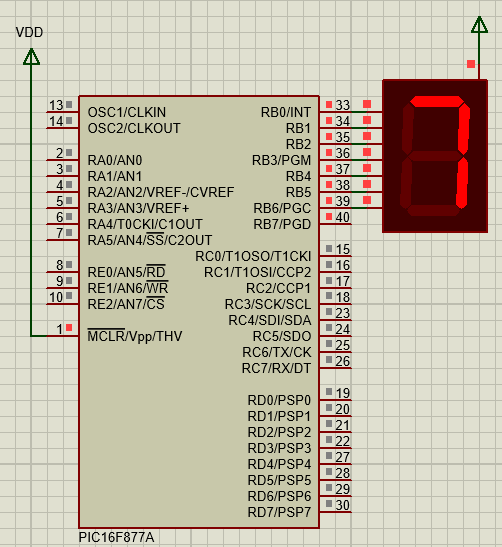 VDD
13 OSC1/CLKIN RB0/INT 33
14 OSC2/CLKOUT RB1 34
RB2 35
2 RA0/AN0 RB3/PGM 36
3 RA1/AN1 RB4 37
4 RA2/AN2/VREF-/CVREF RB5 38
5 RA3/AN3/VREF+ RB6/PGC 39
6 RA4/T0CKI/C1OUT RB7/PGD 40
7 RA5/AN4/SS/C2OUT
RC0/T1OSO/T1CKI 15
8 RE0/AN5/RD RC1/T1OSI/CCP2 16
9 RE1/AN6/WR RC2/CCP1 17
10 RE2/AN7/CS RC3/SCK/SCL 18
RC4/SDI/SDA 23
1 MCLR/Vpp/THV RC5/SDO 24
RC6/TX/CK 25
RC7/RX/DT 26
RD0/PSP0 19
RD1/PSP1 20
RD2/PSP2 21
RD3/PSP3 22
RD4/PSP4 27
RD5/PSP5 28
RD6/PSP6 29
RD7/PSP7 30
PIC16F877A
7